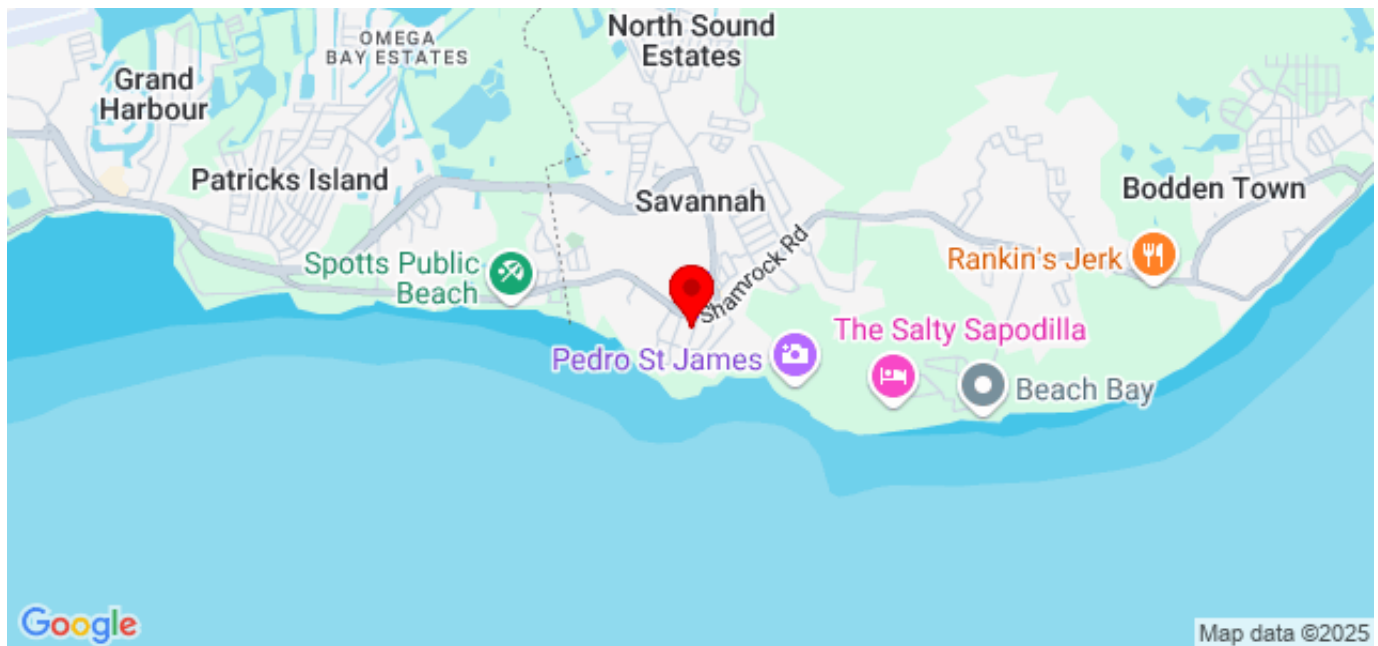 North Sound
Estates
OMEGA
BAY ESTATES
Grand
Harbour
Patricks Island
Savannah
Bodden Town
Shamrock Rd
Rankin's Jerk
Spotts Public
Beach
The Salty Sapodilla
Pedro St James
Beach Bay
Google
Map data ©2025